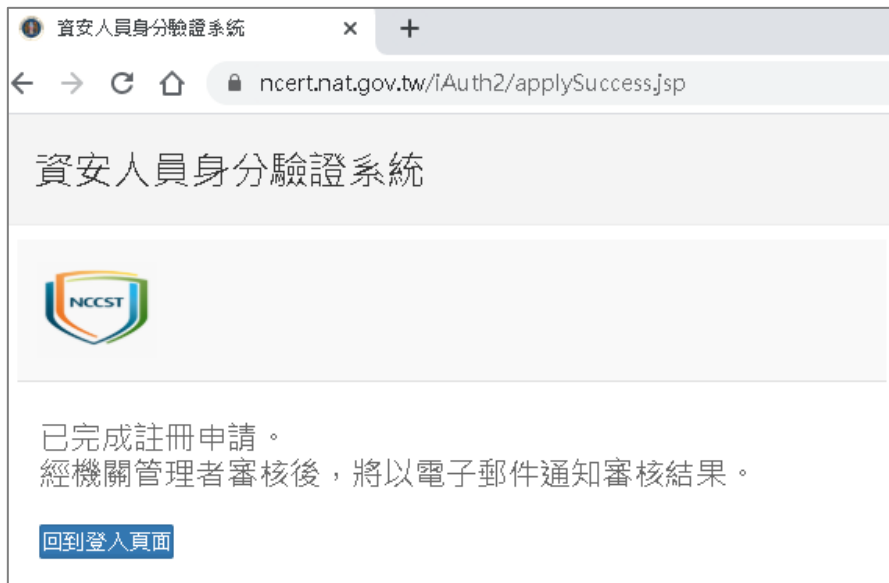 資安人員身分驗證系統
ncert.nat.gov.tw/iAuth2/applySuccess.jsp
資安人員身分驗證系統
NCCST
已完成註冊申請。
經機關管理者審核後，將以電子郵件通知審核結果。
回到登入頁面